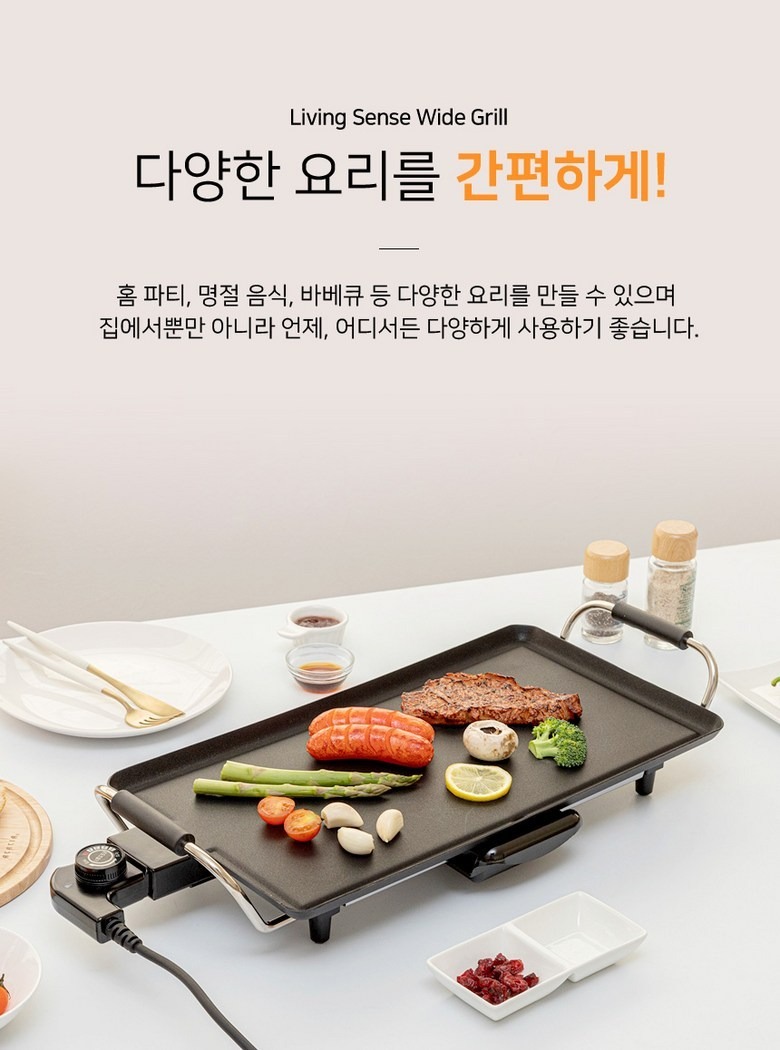 Living Sense Wide Grill
다양한 요리를 간편하게!
홈 파티, 명절 음식, 바베큐 등 다양한 요리를 만들 수 있으며
집에서뿐만 아니라 언제, 어디서든 다양하게 사용하기 좋습니다.